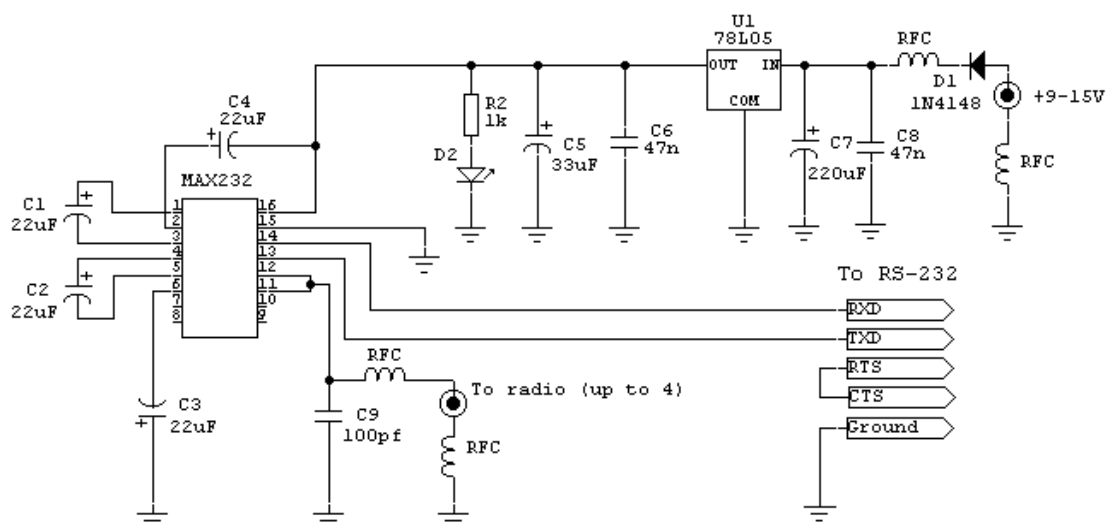 U1
78L05
OUT IN
COM
RFC
D1
1N4148
+9-15V
RFC
C4
22uF
+
R2
1k
D2
+
C5
33uF
C6
47n
+
C7
220uF
C8
47n
MAX232
C1
22uF
+
C2
22uF
+
1
2
3
4
5
6
7
8
16
15
14
13
12
11
10
9
To RS-232
RXD
TXD
RTS
CTS
Ground
RFC
To radio (up to 4)
C3
22uF
+
C9
100pf
RFC